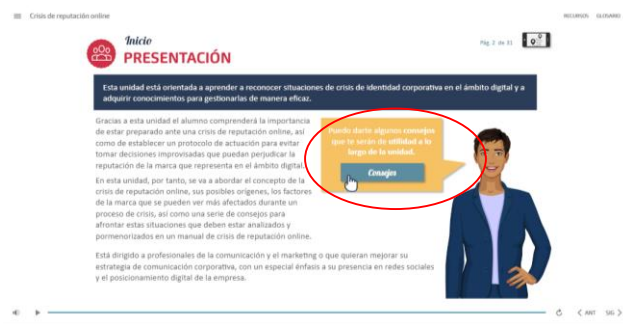 Crisis de reputación online
RECURSOS GLOSARIO
Inicio
PRESENTACIÓN
Pág. 2 de 31
Esta unidad está orientada a aprender a reconocer situaciones de crisis de identidad corporativa en el ámbito digital y a
adquirir conocimientos para gestionarlas de manera eficaz.
Gracias a esta unidad el alumno comprenderá la importancia
de estar preparado ante una crisis de reputación online, así
como de establecer un protocolo de actuación para evitar
tomar decisiones improvisadas que puedan perjudicar la
reputación de la marca que representa en el ámbito digital.
En esta unidad, por tanto, se va a abordar el concepto de la
crisis de reputación online, sus posibles orígenes, los factores
de la marca que se pueden ver más afectados durante un
proceso de crisis, así como una serie de consejos para
afrontar estas situaciones que deben estar analizados y
pormenorizados en un manual de crisis de reputación online.
Puedo darte algunos consejos
que te serán de utilidad a lo
largo de la unidad.
Consejos
Está dirigido a profesionales de la comunicación y el marketing o que quieran mejorar su
estrategia de comunicación corporativa, con un especial énfasis a su presencia en redes sociales
y el posicionamiento digital de la empresa.
ANT SIG